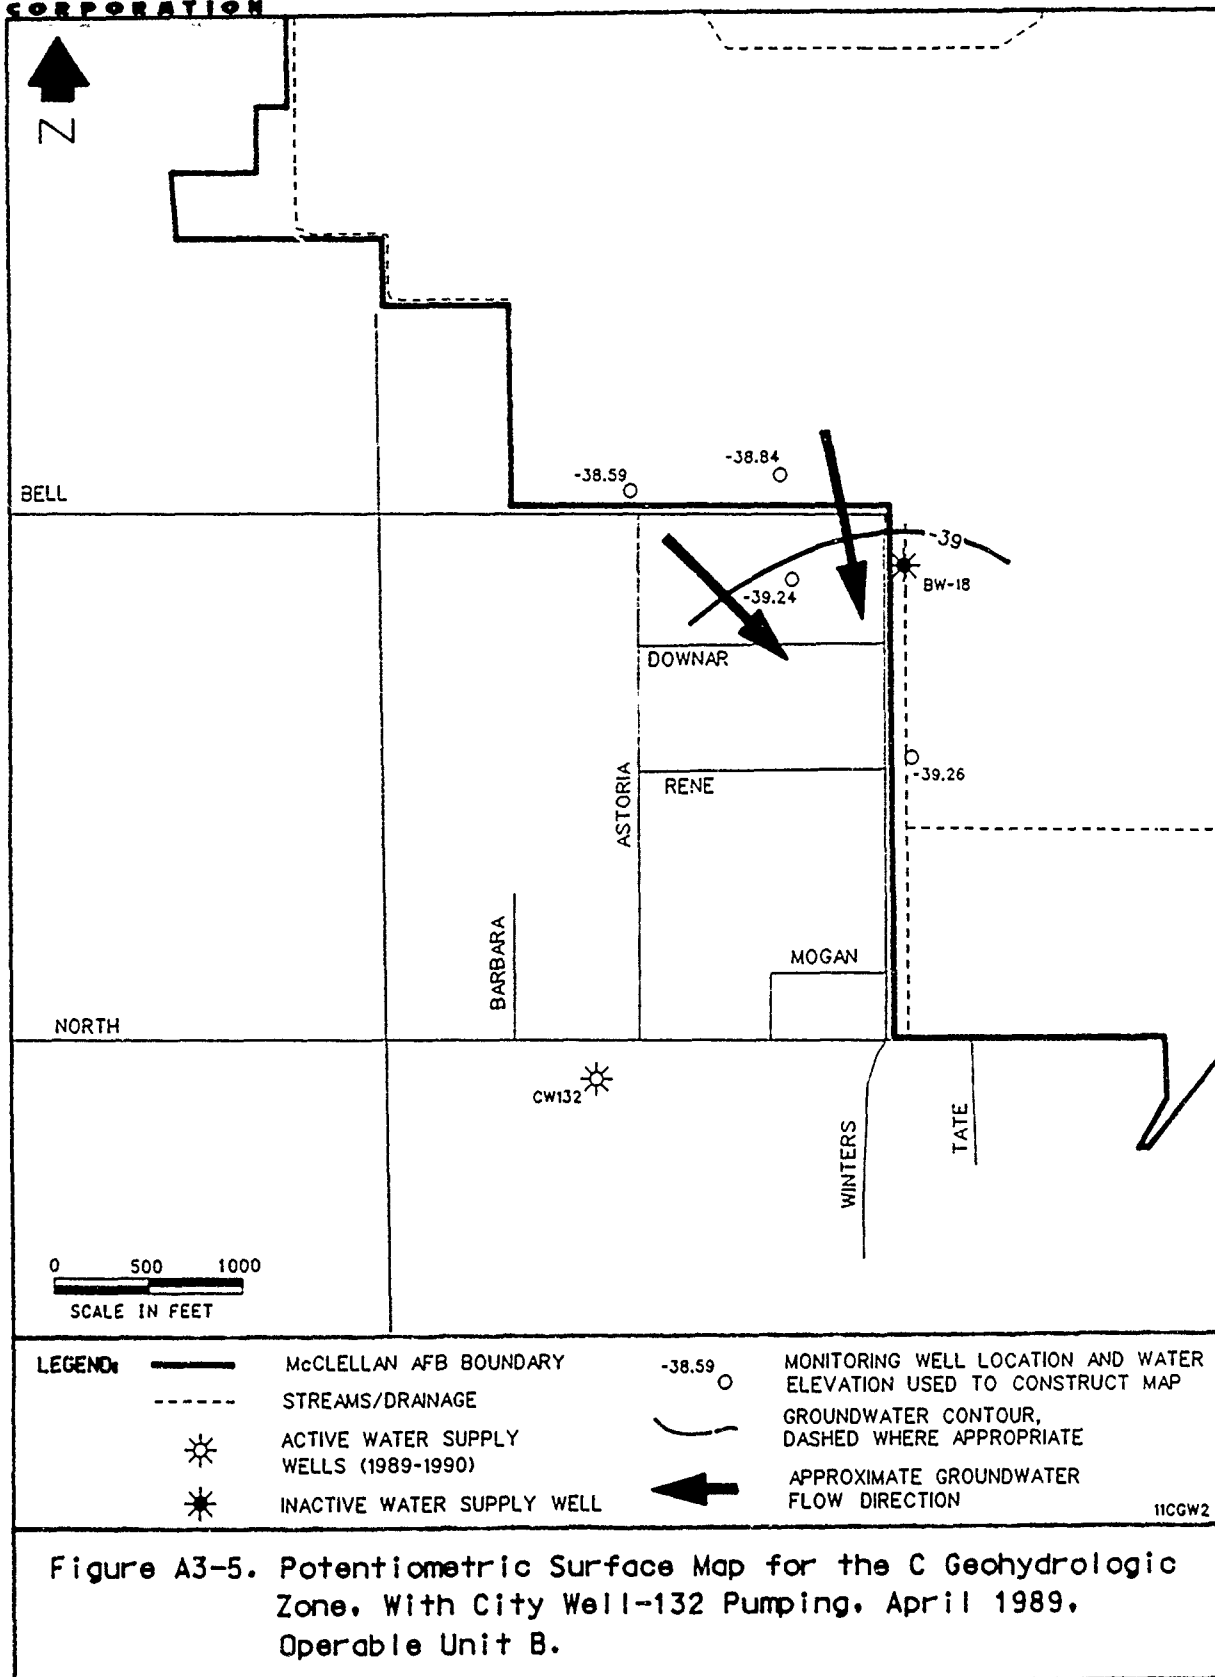 CORPORATION
N
-38.84
-38.59
BELL
-39
BW-18
-39.24
DOWNAR
-39.26
RENE
ASTORIA
BARBARA
MOGAN
NORTH
CW132
WINTERS
TATE
0 500 1000
SCALE IN FEET
LEGEND:
McCLELLAN AFB BOUNDARY
STREAMS/DRAINAGE
ACTIVE WATER SUPPLY
WELLS (1989-1990)
INACTIVE WATER SUPPLY WELL
-38.59
MONITORING WELL LOCATION AND WATER
ELEVATION USED TO CONSTRUCT MAP
GROUNDWATER CONTOUR,
DASHED WHERE APPROPRIATE
APPROXIMATE GROUNDWATER
FLOW DIRECTION
11CGW2
Figure A3-5. Potentiometric Surface Map for the C Geohydrologic
Zone, With City Well-132 Pumping, April 1989,
Operable Unit B.